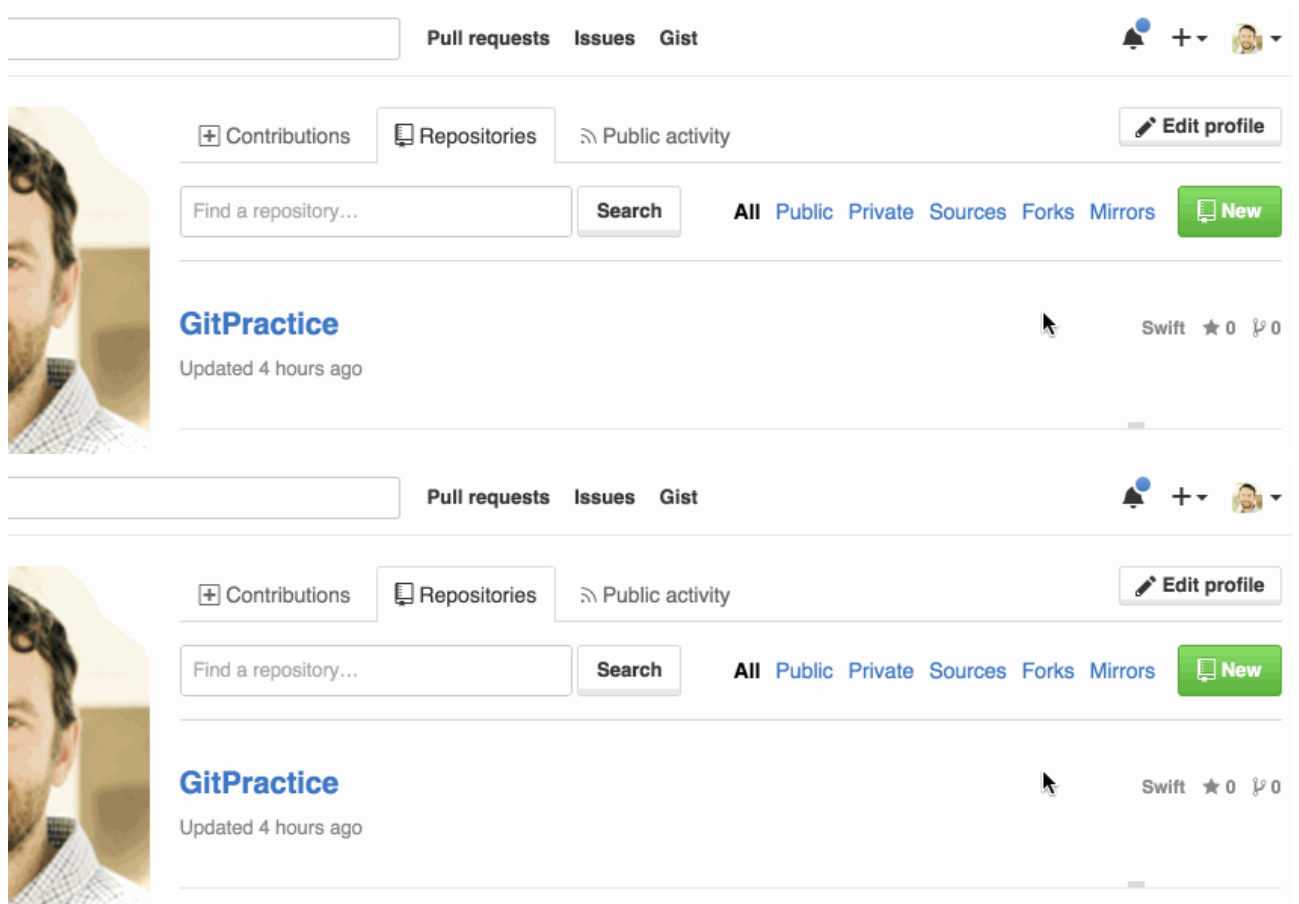 Pull requests Issues Gist
Contributions Repositories Public activity Edit profile
Find a repository... Search All Public Private Sources Forks Mirrors New
GitPractice Swift 0 0
Updated 4 hours ago
Pull requests Issues Gist
Contributions Repositories Public activity Edit profile
Find a repository... Search All Public Private Sources Forks Mirrors New
GitPractice Swift 0 0
Updated 4 hours ago